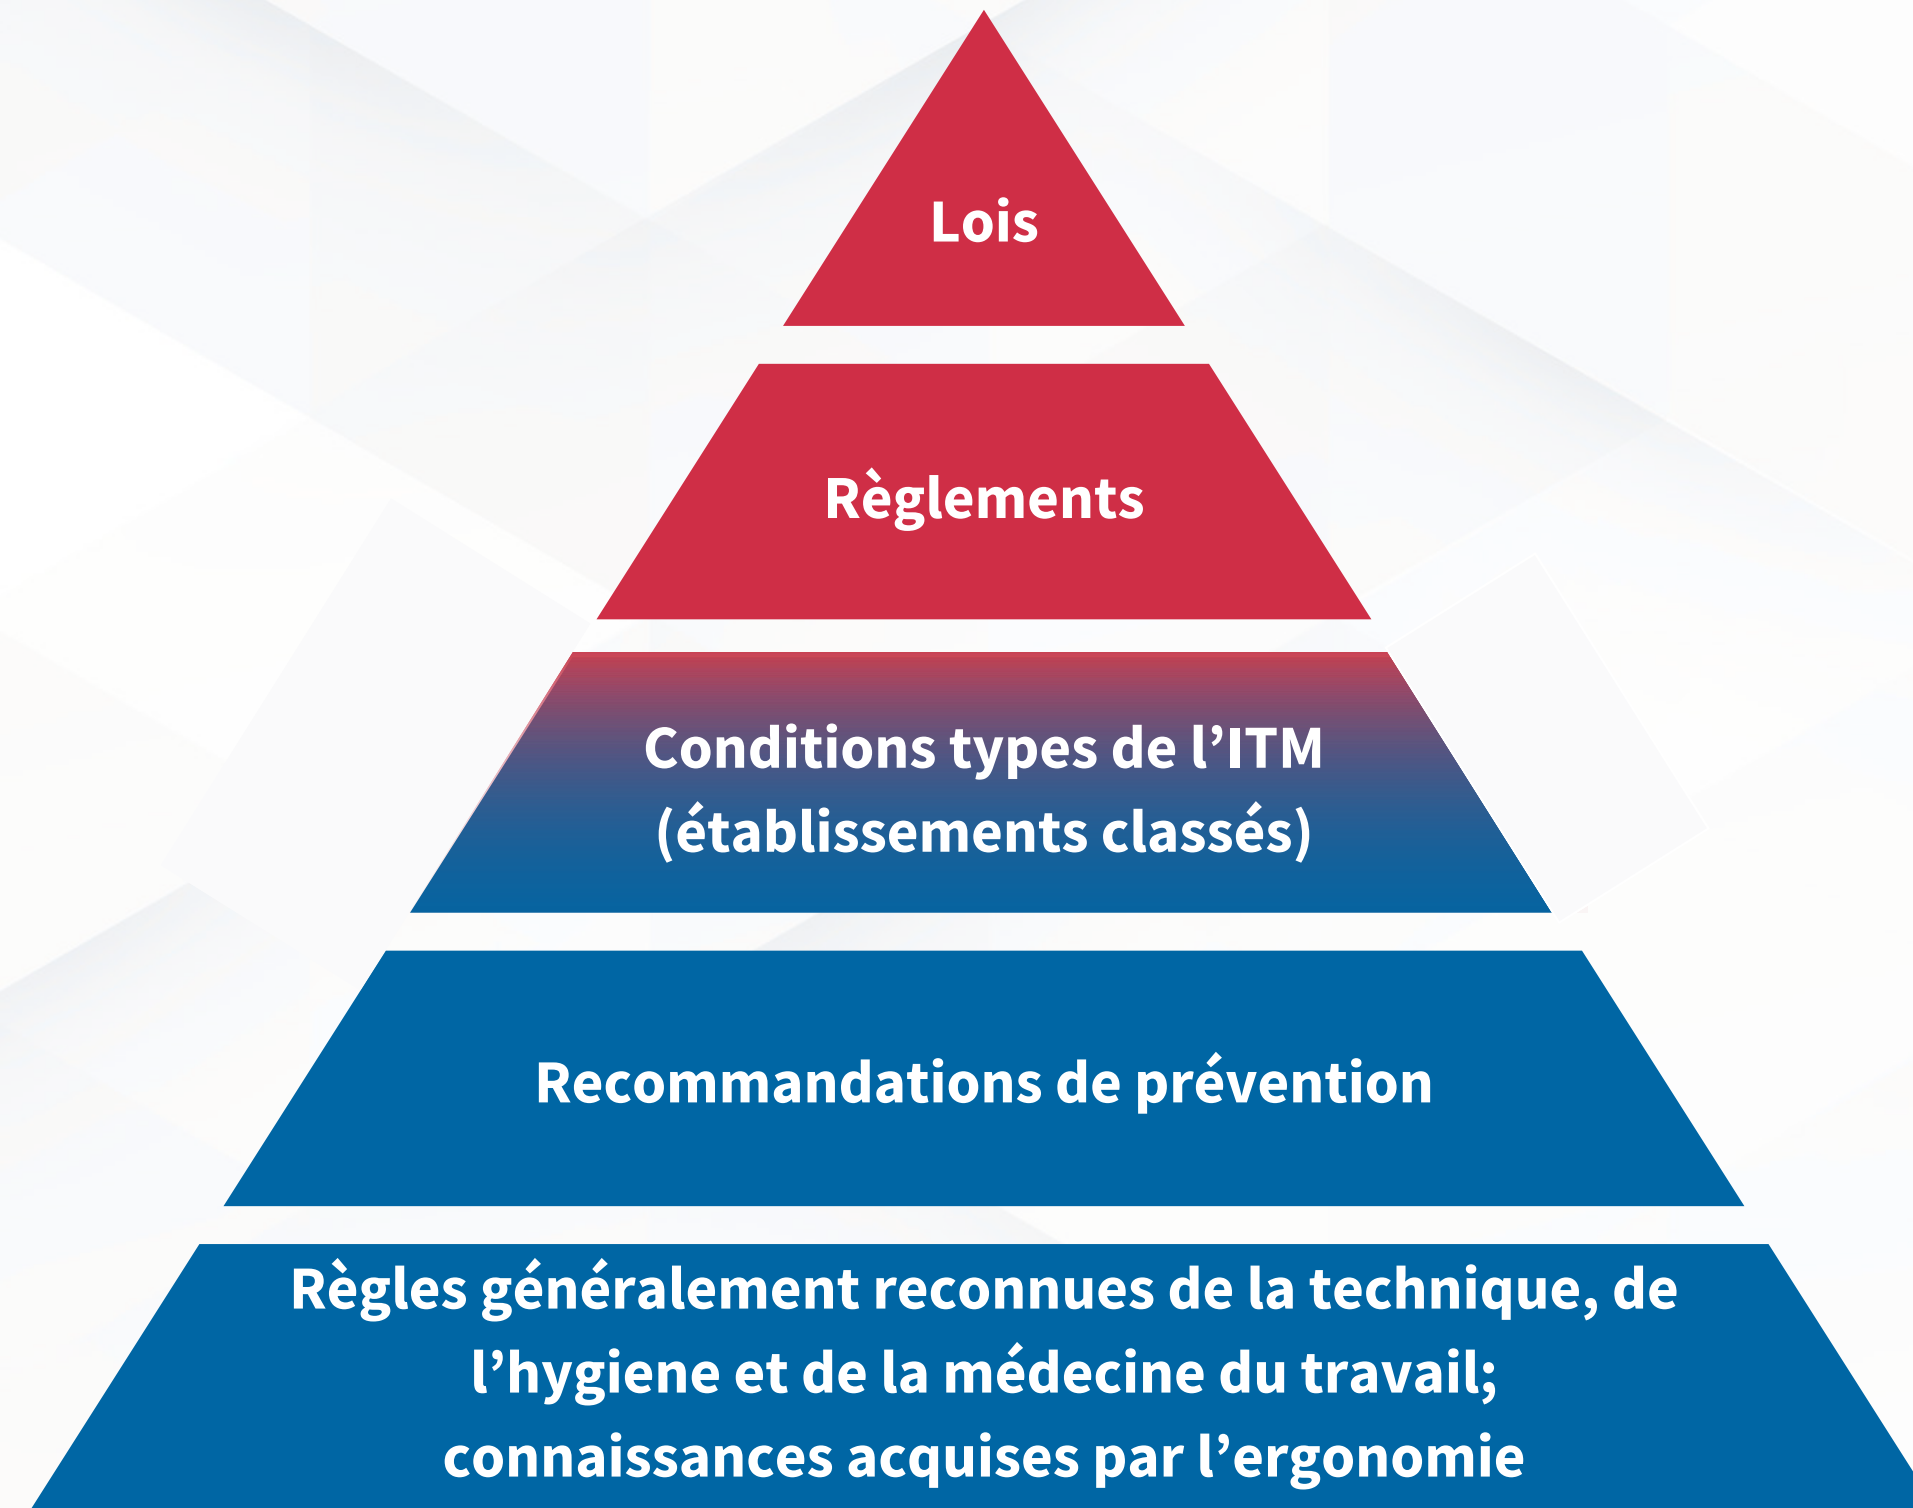 Lois
Règlements
Conditions types de l’ITM
(établissements classés)
Recommandations de prévention
Règles généralement reconnues de la technique, de
l’hygiene et de la médecine du travail;
connaissances acquises par l’ergonomie